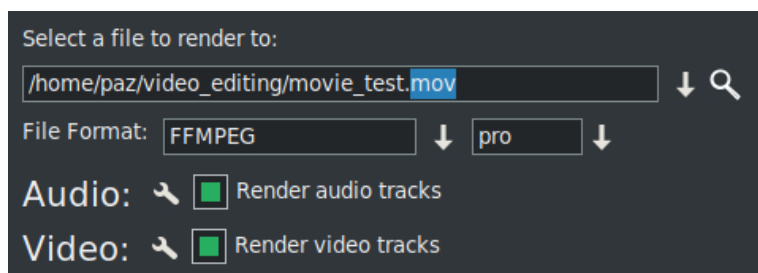 Select a file to render to:
/home/paz/video_editing/movie_test.mov
File Format: FFMPEG pro
Audio: Render audio tracks
Video: Render video tracks